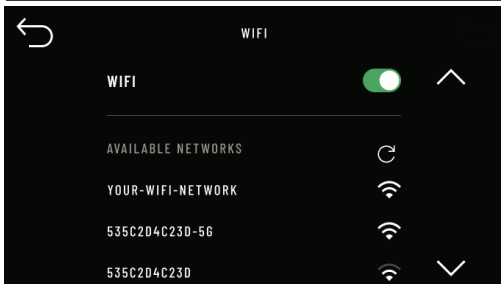 WIFI
WIFI
AVAILABLE NETWORKS
YOUR-WIFI-NETWORK
535C2D4C23D-5G
535C2D4C23D